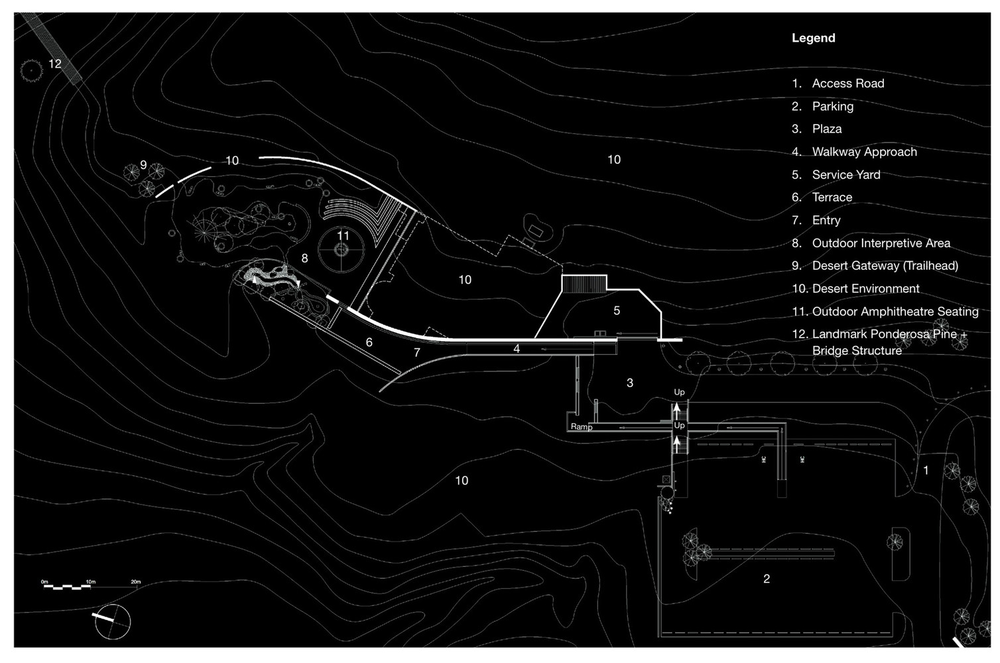 Legend
1. Access Road
2. Parking
3. Plaza
4. Walkway Approach
5. Service Yard
6. Terrace
7. Entry
8. Outdoor Interpretive Area
9. Desert Gateway (Trailhead)
10. Desert Environment
11. Outdoor Amphitheatre Seating
12. Landmark Ponderosa Pine +
Bridge Structure
12
9
10
10
11
8
10
5
6
7
4
3
Up
Up
Ramp
HC
HC
1
10
2
0m 10m 20m